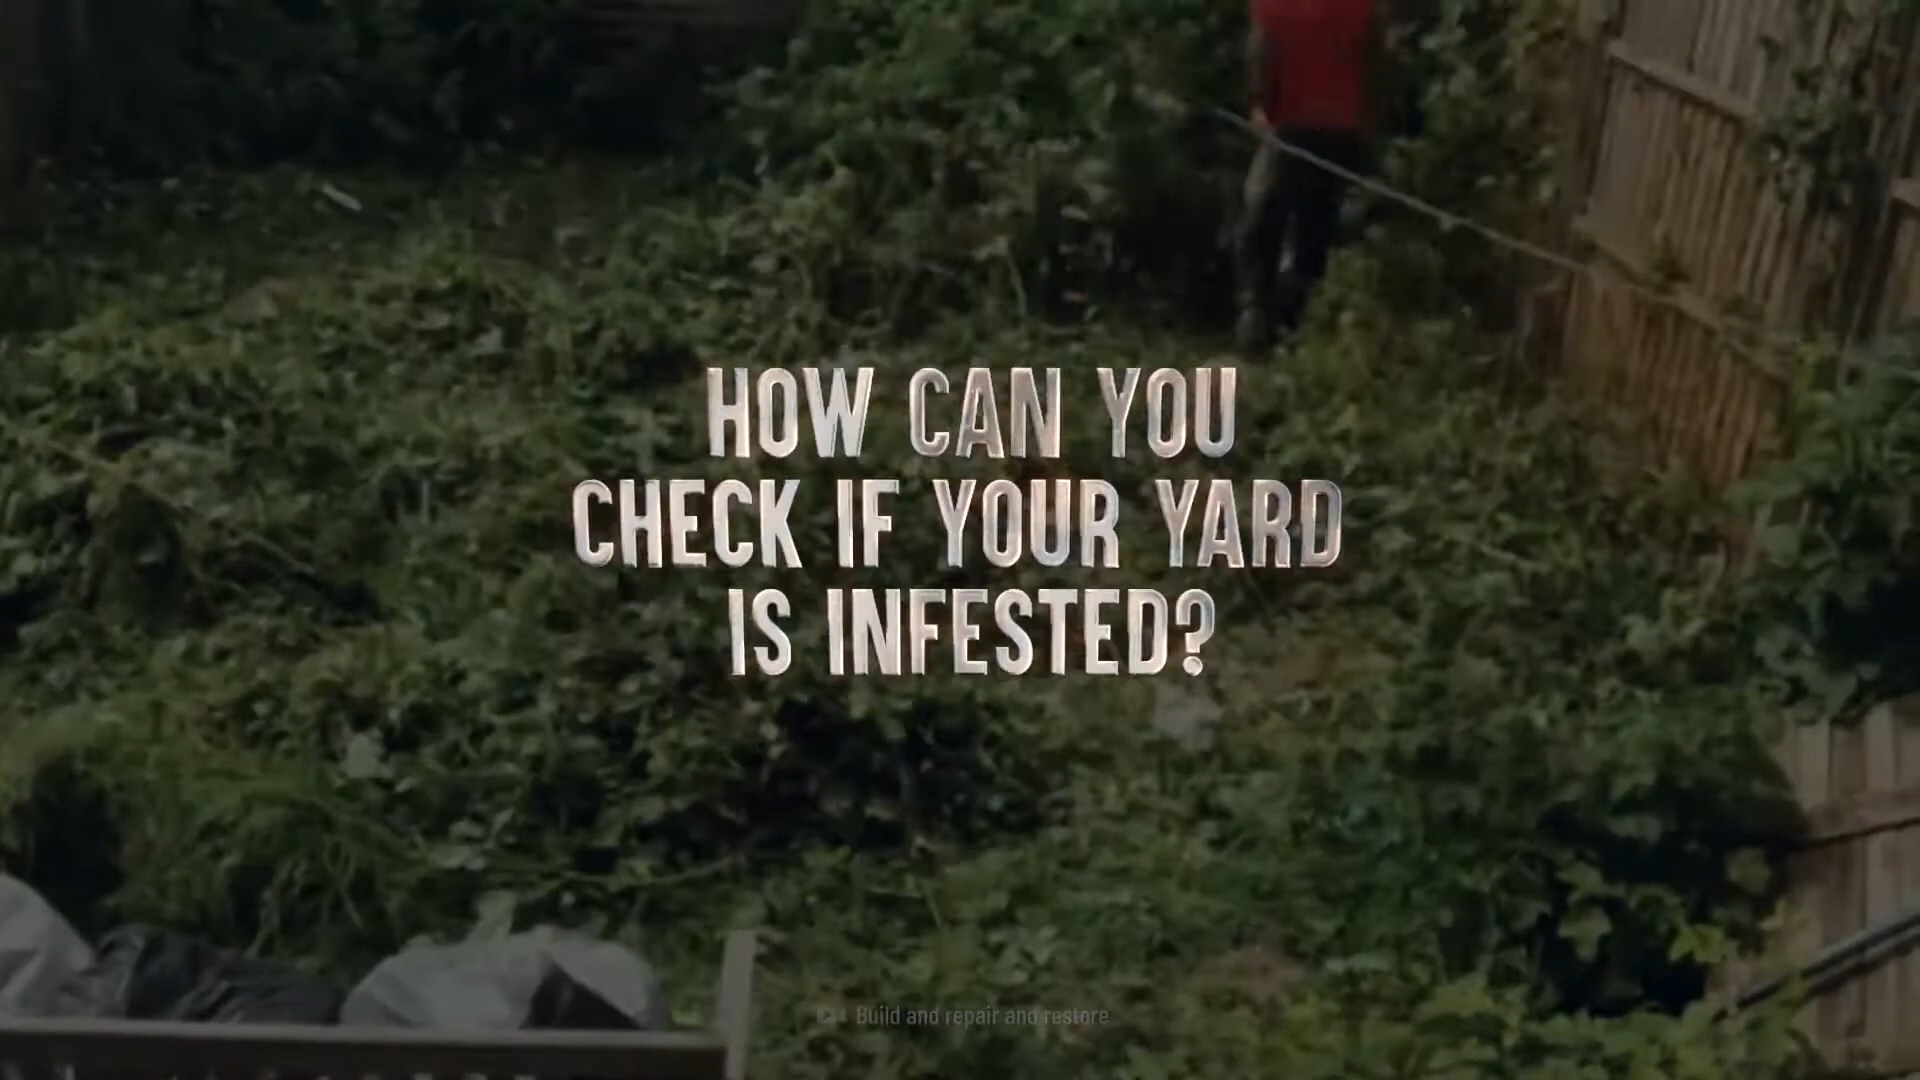 HOW CAN YOU
CHECK IF YOUR YARD
IS INFESTED?
Build and repair and restore